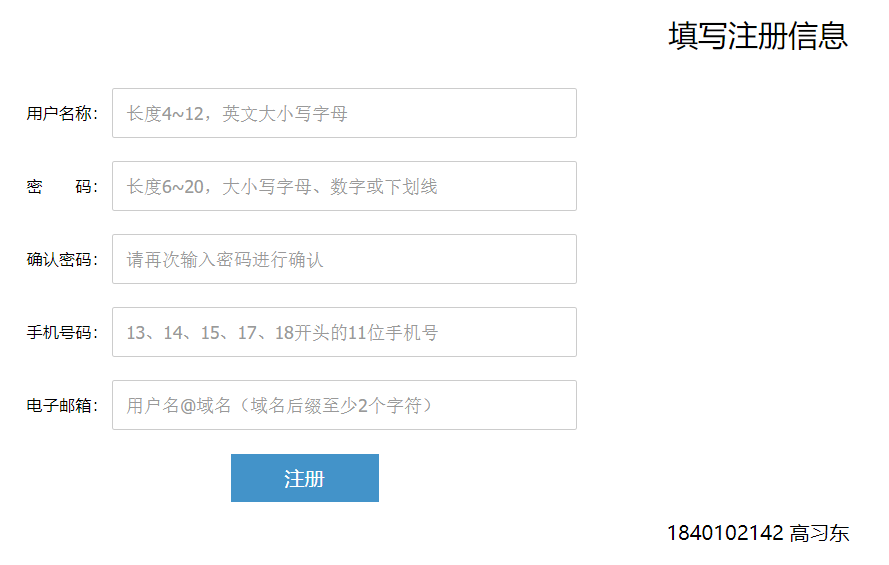 填写注册信息
用户名称： 长度4~12，英文大小写字母
密　　码： 长度6~20，大小写字母、数字或下划线
确认密码： 请再次输入密码进行确认
手机号码： 13、14、15、17、18开头的11位手机号
电子邮箱： 用户名@域名（域名后缀至少2个字符）
注册
1840102142 高习东